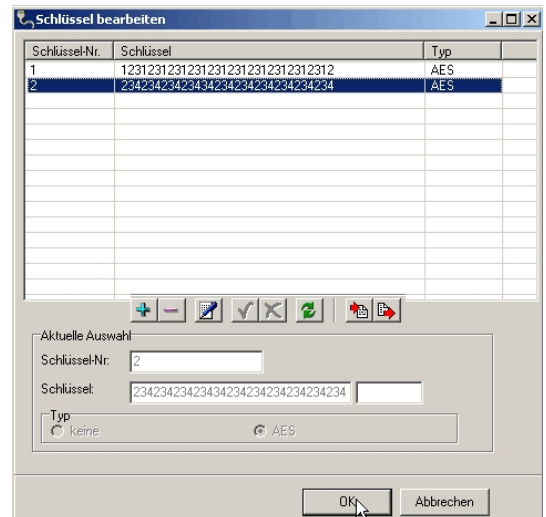 Schlüssel bearbeiten
Schlüssel-Nr. Schlüssel Typ
1 12312312312312312312312312312312 AES
2 23423423423434234234234234234234 AES
Aktuelle Auswahl
Schlüssel-Nr: 2
Schlüssel: 23423423423434234234234234234234
Typ
keine AES
OK Abbrechen